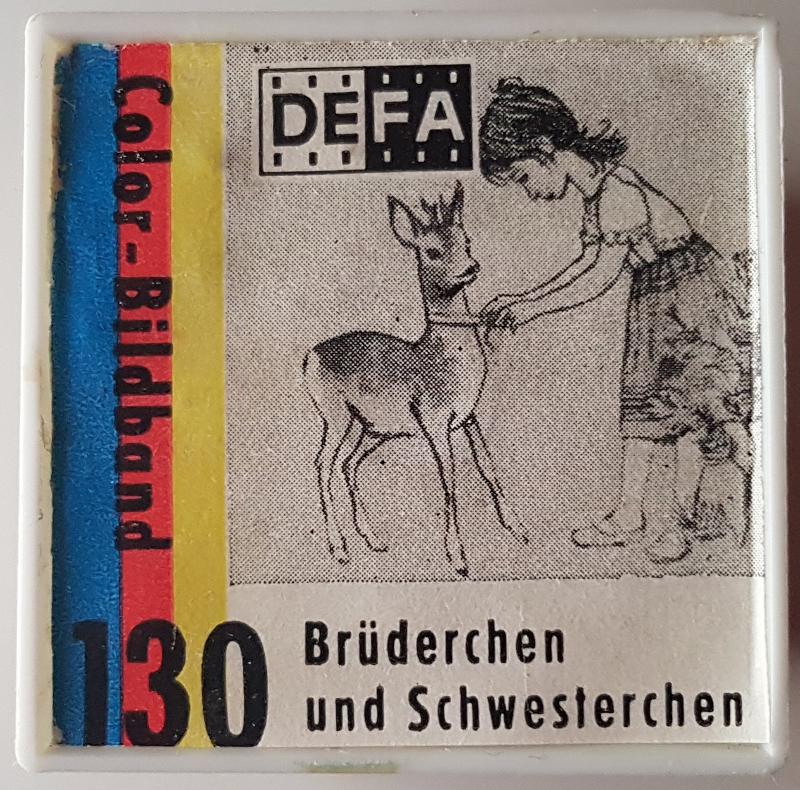 DEFA
Color-Bildband
130
Brüderchen
und Schwesterchen